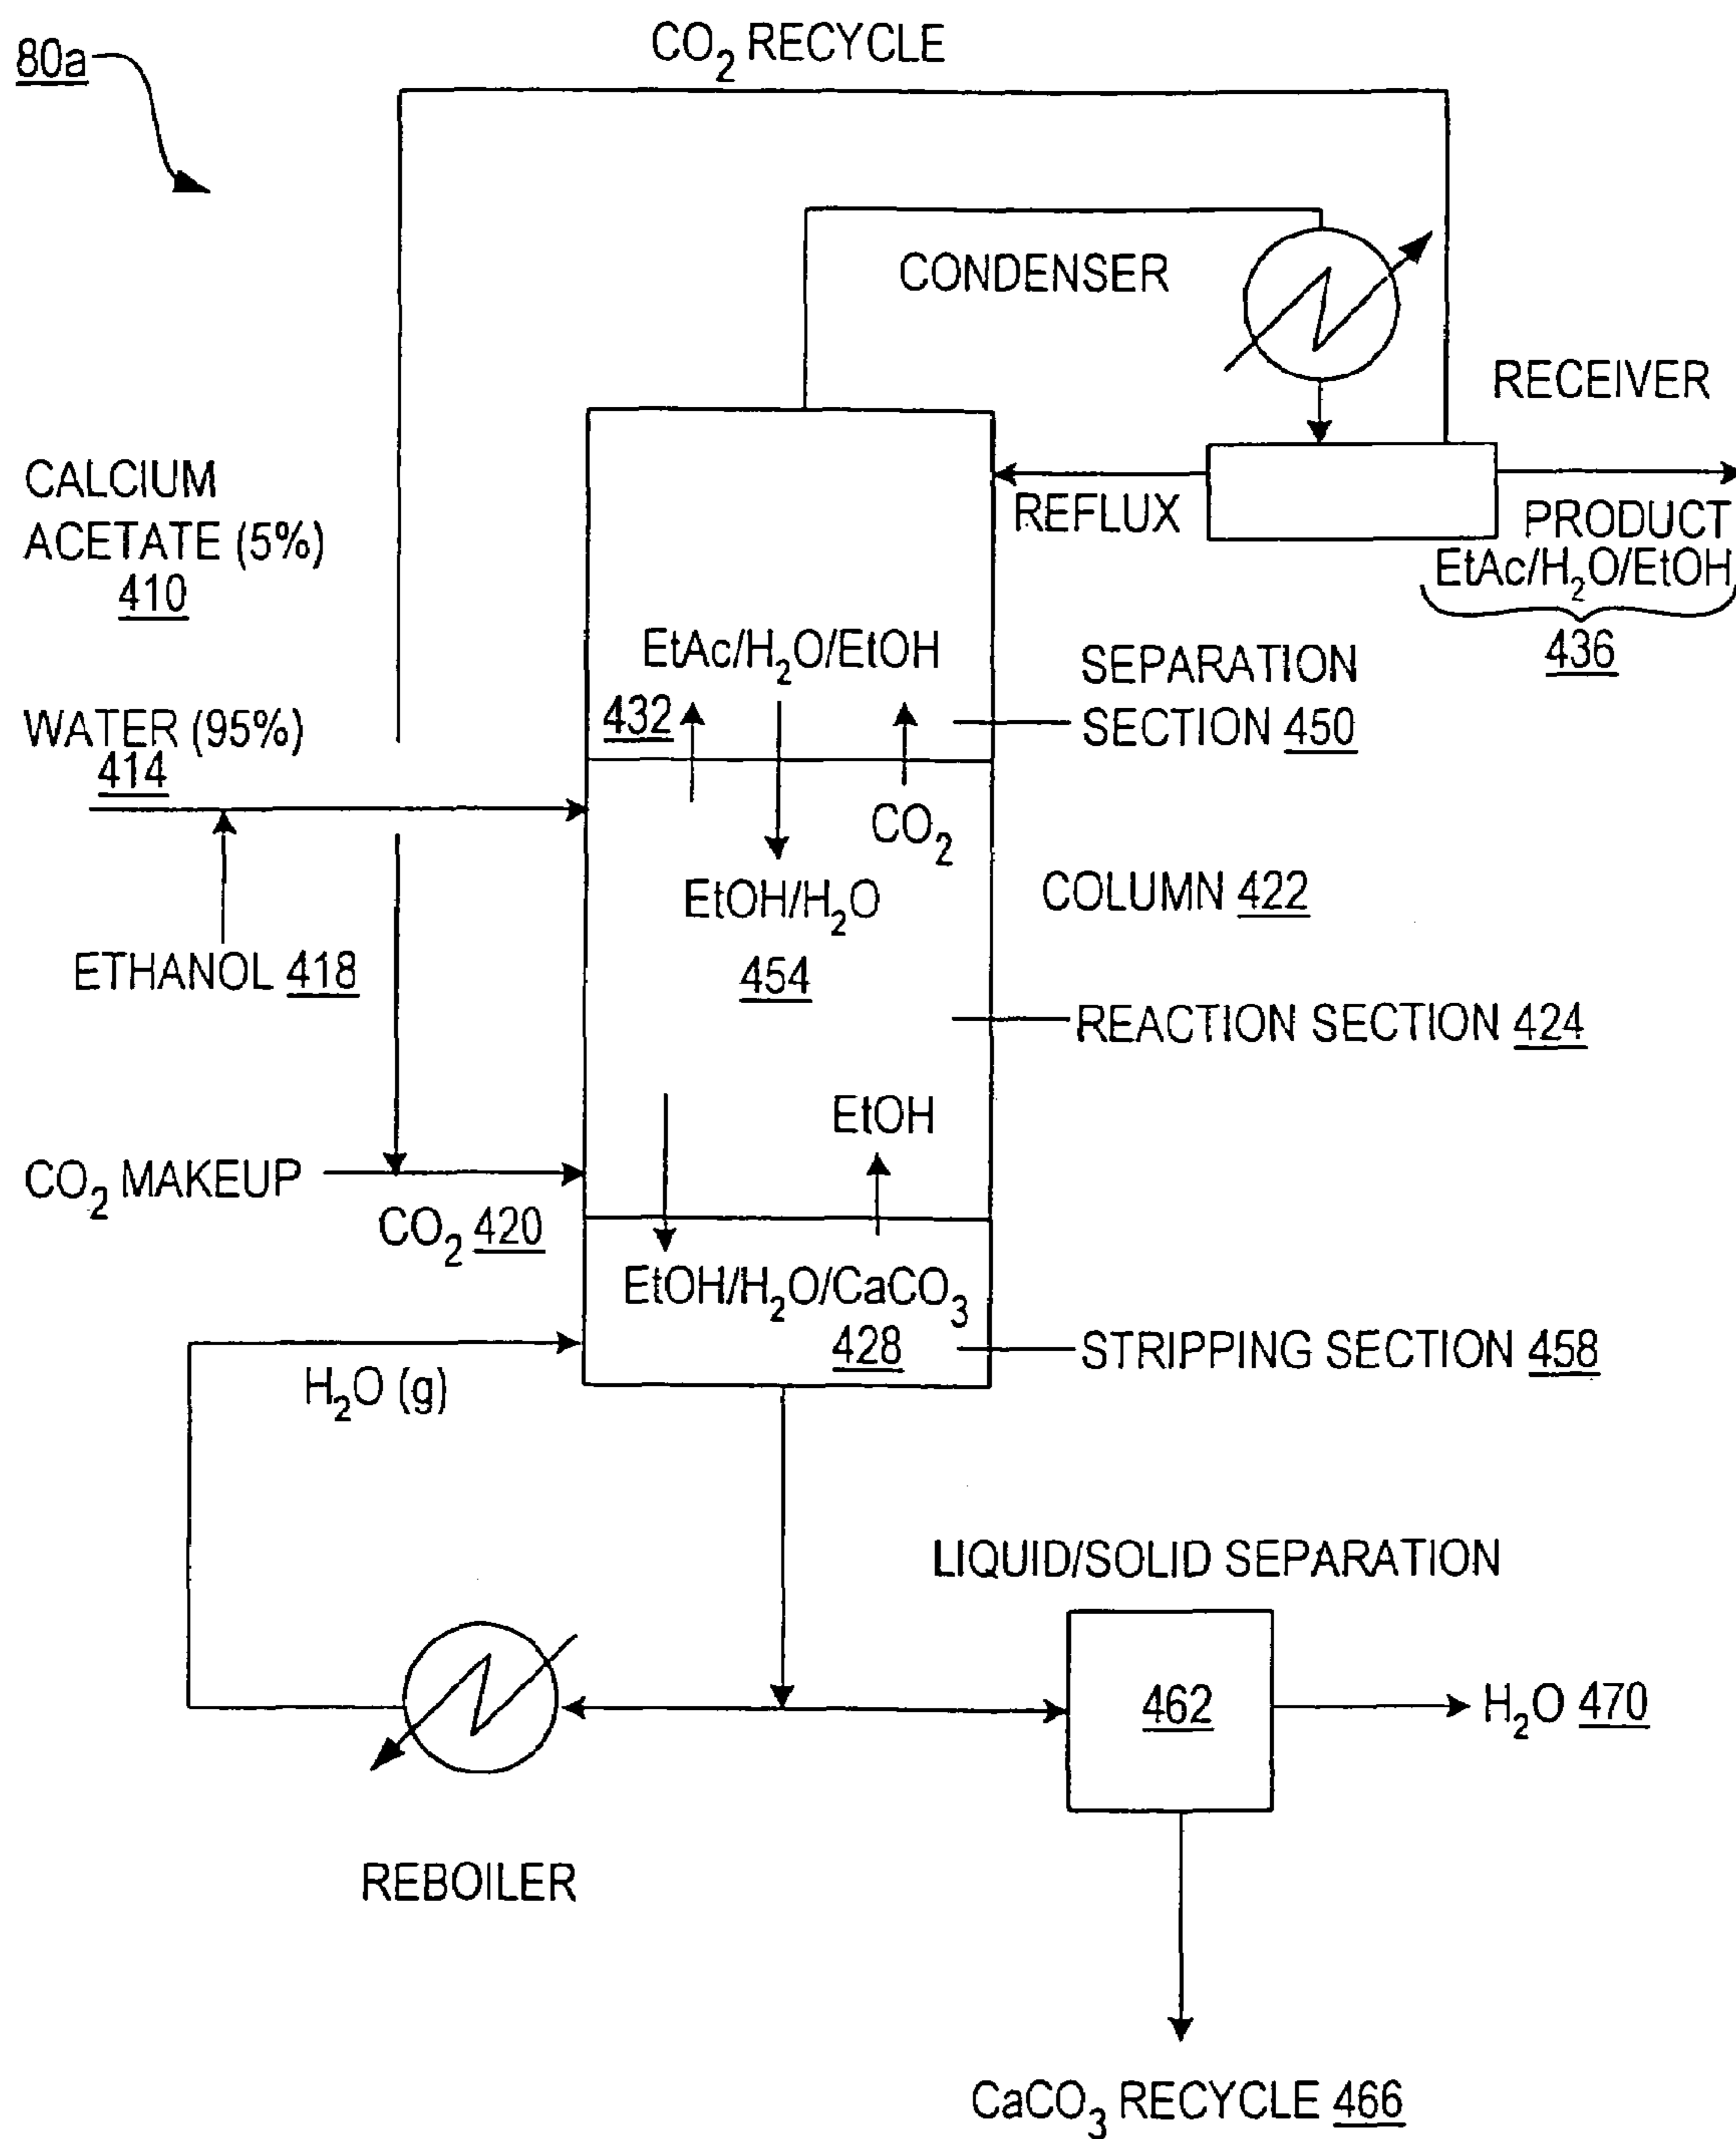 80a
CO₂ RECYCLE
CONDENSER
RECEIVER
CALCIUM
ACETATE (5%)
410
REFLUX
PRODUCT
EtAc/H₂O/EtOH
436
EtAc/H₂O/EtOH
432
SEPARATION
SECTION 450
WATER (95%)
414
CO₂
EtOH/H₂O
454
COLUMN 422
ETHANOL 418
REACTION SECTION 424
EtOH
CO₂ MAKEUP
CO₂ 420
EtOH/H₂O/CaCO₃
428
STRIPPING SECTION 458
H₂O (g)
LIQUID/SOLID SEPARATION
462
H₂O 470
REBOILER
CaCO₃ RECYCLE 466